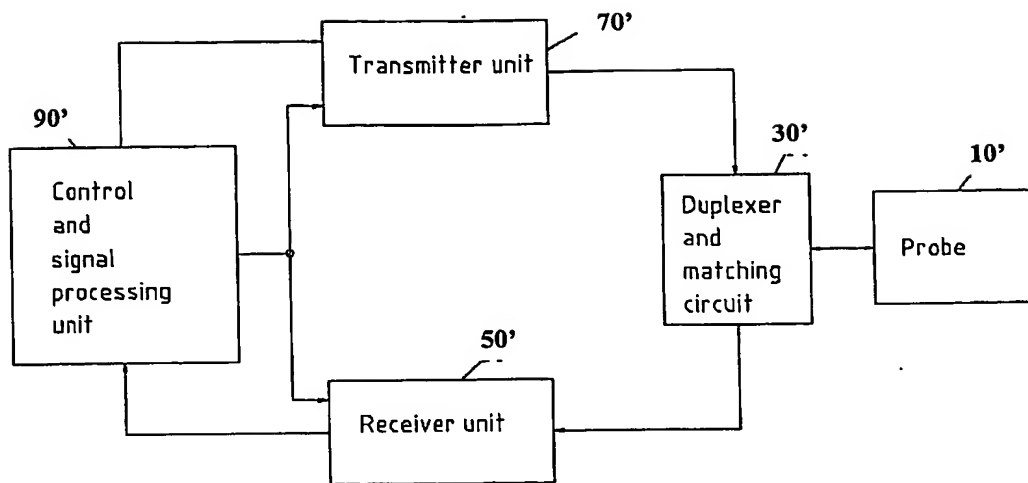 70'
Transmitter unit
90'
30'
10'
Control
and
signal
processing
unit
Duplexer
and
matching
circuit
Probe
50'
Receiver unit